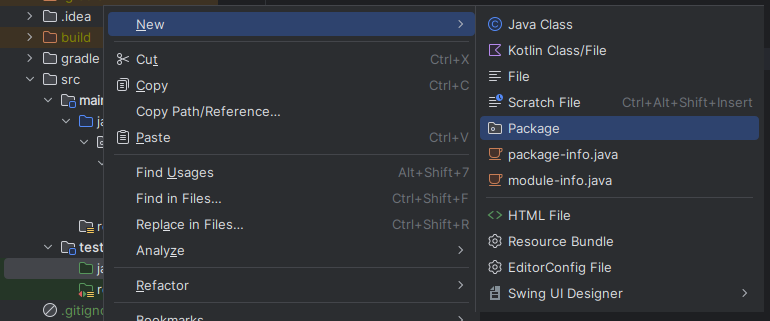 .idea
build
gradle
src
main
ja
re
test
ja
re
.gitigno
New
Cut Ctrl+X
Copy Ctrl+C
Copy Path/Reference...
Paste Ctrl+V
Find Usages Alt+Shift+7
Find in Files... Ctrl+Shift+F
Replace in Files... Ctrl+Shift+R
Analyze
Refactor
Bookmarks
Java Class
Kotlin Class/File
File
Scratch File Ctrl+Alt+Shift+Insert
Package
package-info.java
module-info.java
HTML File
Resource Bundle
EditorConfig File
Swing UI Designer